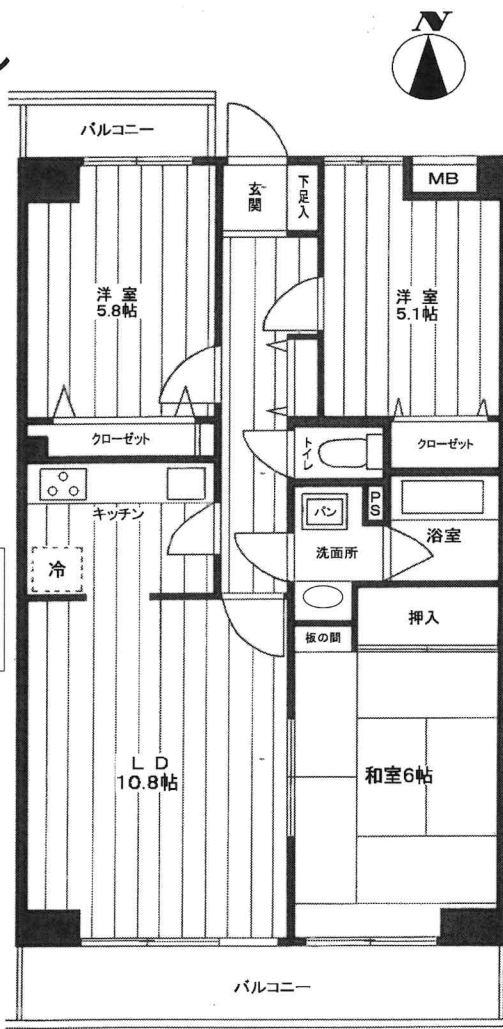 N
バルコニー
玄関
下足入
MB
洋室
5.8帖
洋室
5.1帖
クローゼット
トイレ
クローゼット
キッチン
パン
PS
冷
洗面所
浴室
板の間
押入
LD
10.8帖
和室6帖
バルコニー